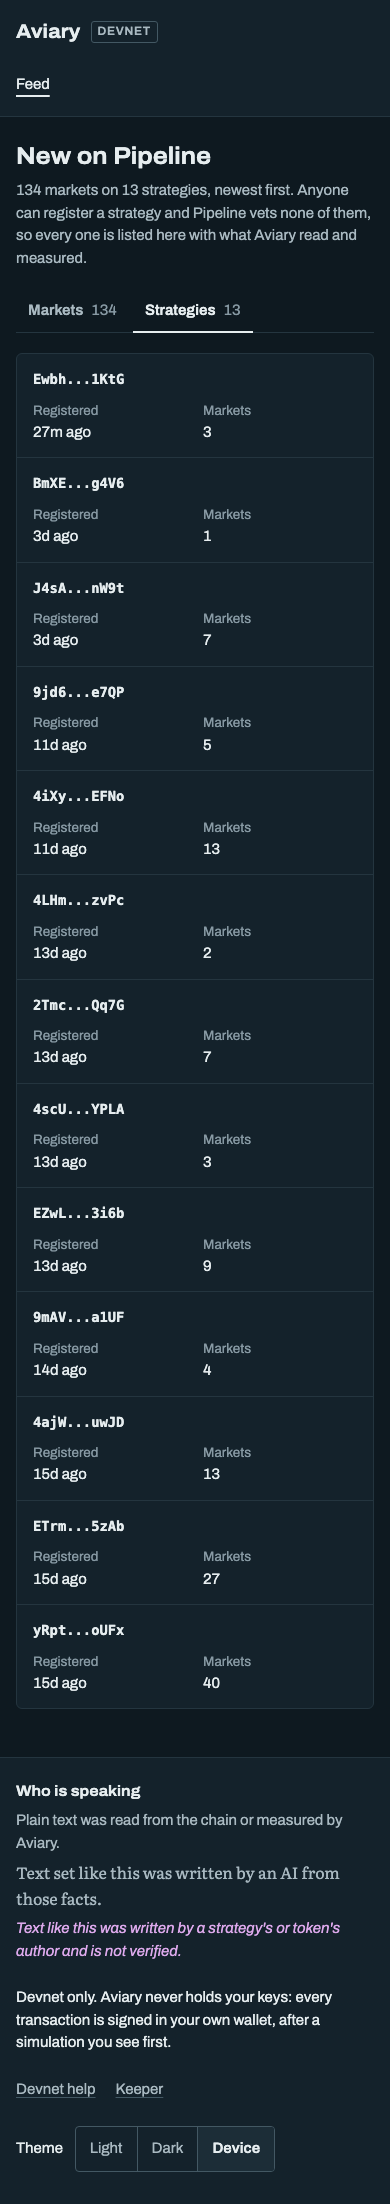 Aviary DEVNET
Feed
New on Pipeline
134 markets on 13 strategies, newest first. Anyone
can register a strategy and Pipeline vets none of them,
so every one is listed here with what Aviary read and
measured.
Markets 134 Strategies 13
Ewbh...1KtG
Registered Markets
27m ago 3
BmXE...g4V6
Registered Markets
3d ago 1
J4sA...nW9t
Registered Markets
3d ago 7
9jd6...e7QP
Registered Markets
11d ago 5
4iXy...EFNo
Registered Markets
11d ago 13
4LHm...zvPc
Registered Markets
13d ago 2
2Tmc...Qq7G
Registered Markets
13d ago 7
4scU...YPLA
Registered Markets
13d ago 3
EZwL...3i6b
Registered Markets
13d ago 9
9mAV...a1UF
Registered Markets
14d ago 4
4ajW...uwJD
Registered Markets
15d ago 13
ETrm...5zAb
Registered Markets
15d ago 27
yRpt...oUFx
Registered Markets
15d ago 40
Who is speaking
Plain text was read from the chain or measured by
Aviary.
Text set like this was written by an AI from
those facts.
Text like this was written by a strategy's or token's
author and is not verified.
Devnet only. Aviary never holds your keys: every
transaction is signed in your own wallet, after a
simulation you see first.
Devnet help Keeper
Theme Light Dark Device